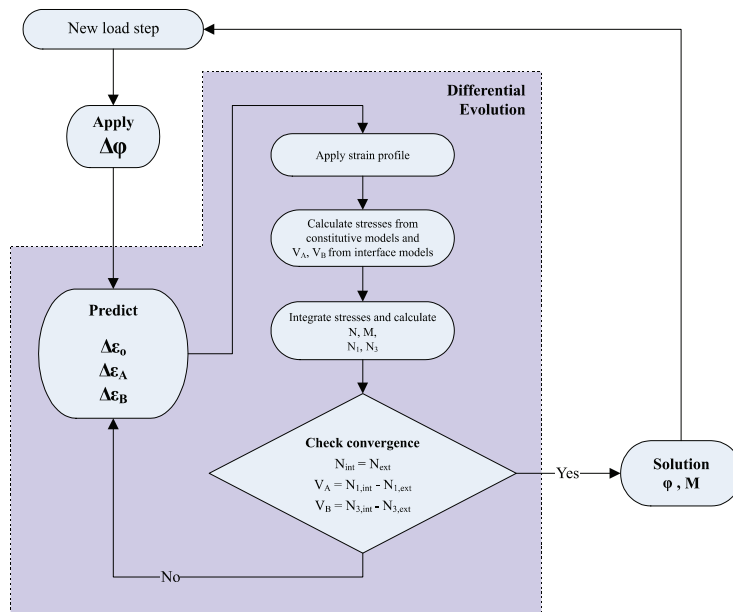 New load step
Differential
Evolution
Apply
Δφ
Apply strain profile
Calculate stresses from
constitutive models and
V_A, V_B from interface models
Predict
Δε_o
Δε_A
Δε_B
Integrate stresses and calculate
N, M,
N_1, N_3
Check convergence
N_int = N_ext
V_A = N_1,int - N_1,ext
V_B = N_3,int - N_3,ext
Yes
Solution
φ , M
No